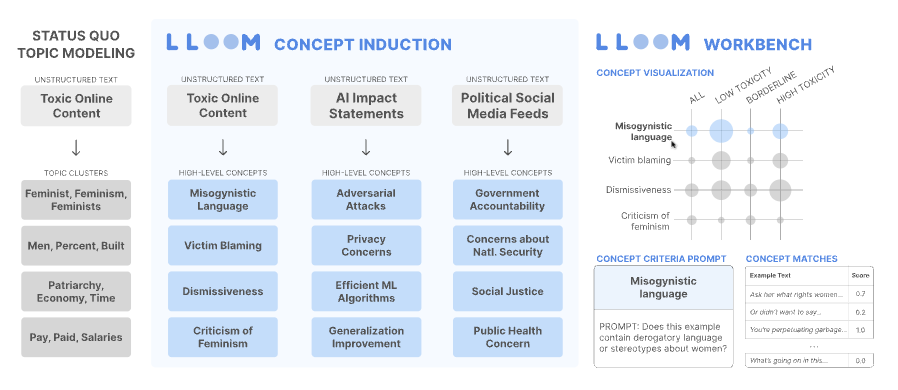 STATUS QUO
TOPIC MODELING
UNSTRUCTURED TEXT
Toxic Online
Content
↓
TOPIC CLUSTERS
Feminist, Feminism,
Feminists
Men, Percent, Built
Patriarchy,
Economy, Time
Pay, Paid, Salaries
LLOOM CONCEPT INDUCTION
UNSTRUCTURED TEXT
Toxic Online
Content
↓
HIGH-LEVEL CONCEPTS
Misogynistic
Language
Victim Blaming
Dismissiveness
Criticism of
Feminism
UNSTRUCTURED TEXT
AI Impact
Statements
↓
HIGH-LEVEL CONCEPTS
Adversarial
Attacks
Privacy
Concerns
Efficient ML
Algorithms
Generalization
Improvement
UNSTRUCTURED TEXT
Political Social
Media Feeds
↓
HIGH-LEVEL CONCEPTS
Government
Accountability
Concerns about
Natl. Security
Social Justice
Public Health
Concern
LLOOM WORKBENCH
CONCEPT VISUALIZATION
ALL
LOW TOXICITY
BORDERLINE
HIGH TOXICITY
Misogynistic
language
Victim blaming
Dismissiveness
Criticism of
feminism
CONCEPT CRITERIA PROMPT
Misogynistic
language
PROMPT: Does this example
contain derogatory language
or stereotypes about women?
CONCEPT MATCHES
Example Text Score
Ask her what rights women... 0.7
Or didn't want to say... 0.2
You're perpetuating garbage... 1.0
...
What's going on in this... 0.0